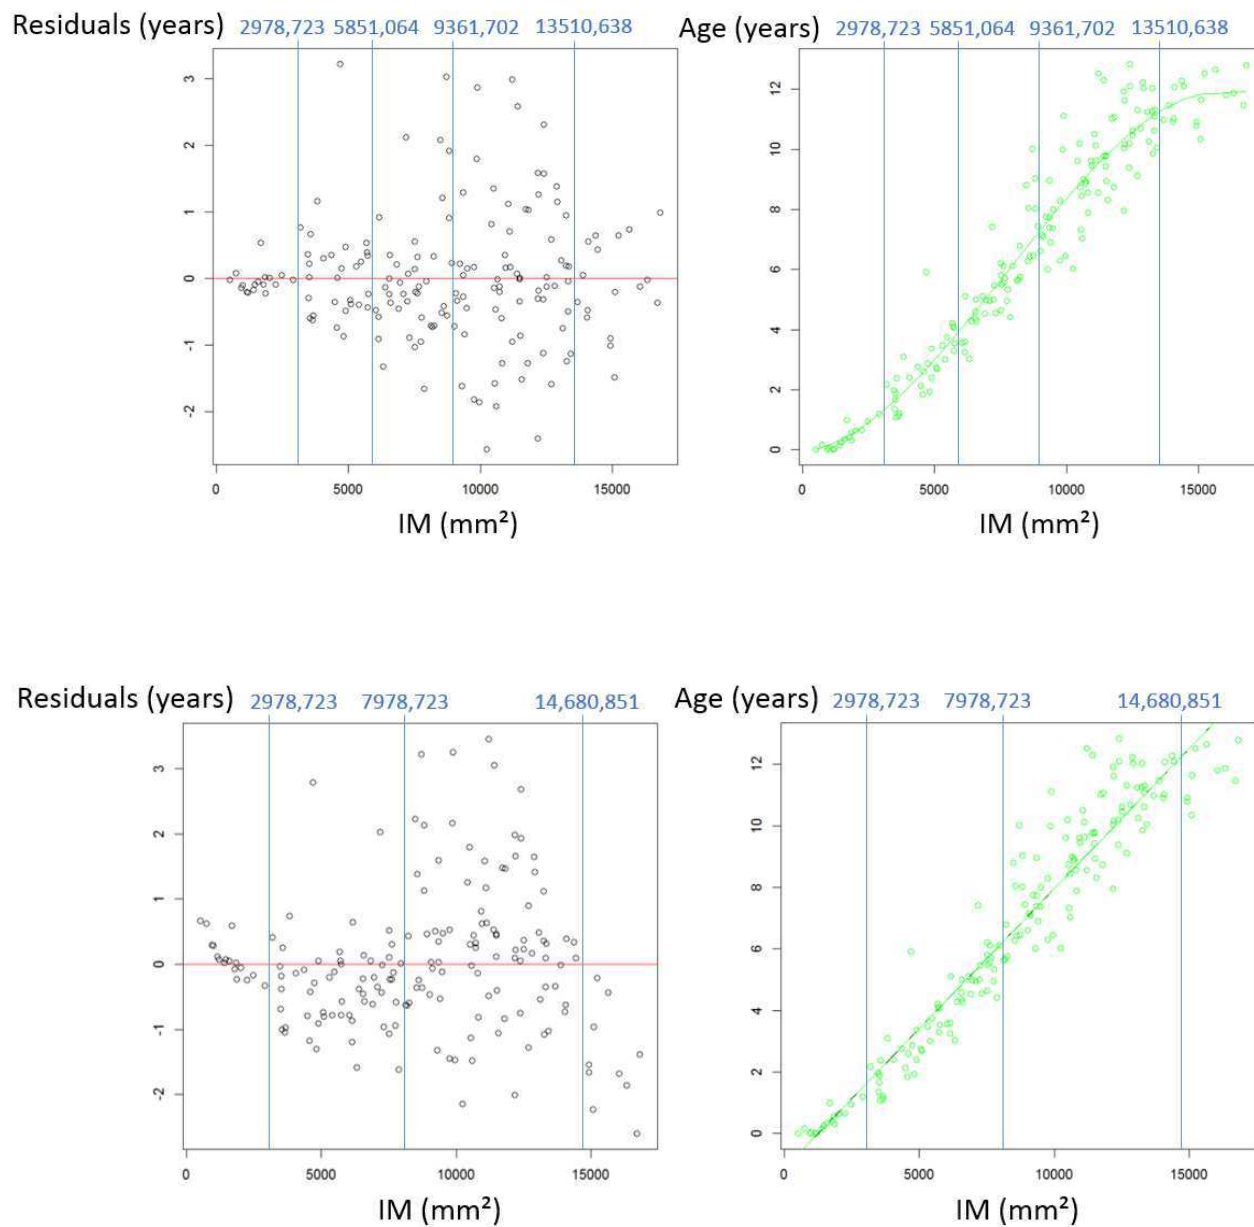 Residuals (years) 2978,723 5851,064 9361,702 13510,638
3
2
1
0
-1
-2
0 5000 10000 15000
IM (mm²)
Age (years) 2978,723 5851,064 9361,702 13510,638
12
10
8
6
4
2
0
0 5000 10000 15000
IM (mm²)
Residuals (years) 2978,723 7978,723 14,680,851
3
2
1
0
-1
-2
0 5000 10000 15000
IM (mm²)
Age (years) 2978,723 7978,723 14,680,851
12
10
8
6
4
2
0
0 5000 10000 15000
IM (mm²)